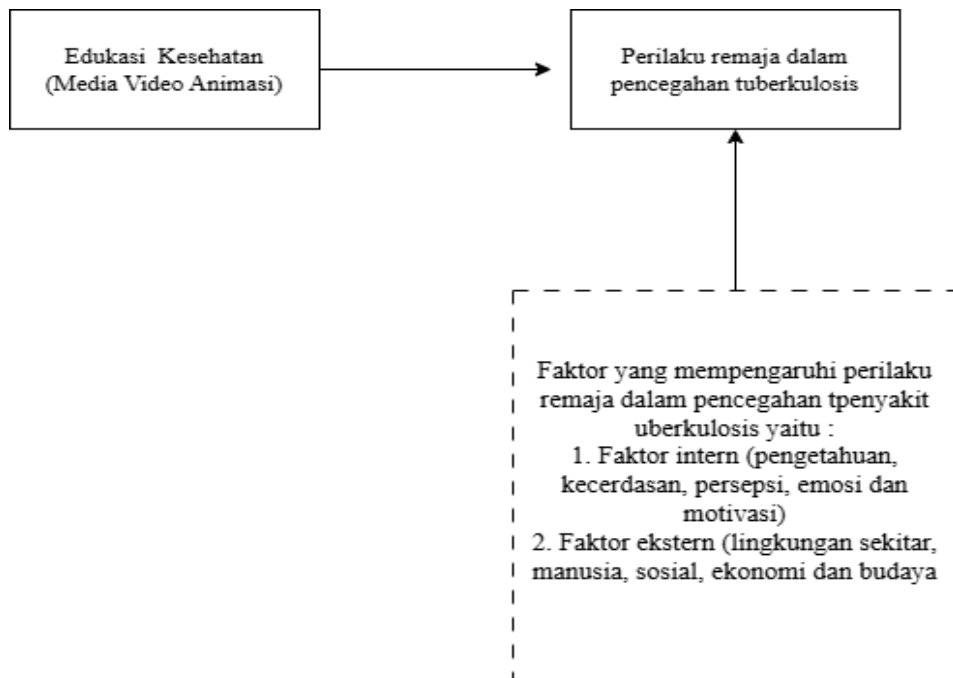 Edukasi Kesehatan
(Media Video Animasi)
Perilaku remaja dalam
pencegahan tuberkulosis
Faktor yang mempengaruhi perilaku
remaja dalam pencegahan tpenyakit
uberkulosis yaitu :
1. Faktor intern (pengetahuan,
kecerdasan, persepsi, emosi dan
motivasi)
2. Faktor ekstern (lingkungan sekitar,
manusia, sosial, ekonomi dan budaya